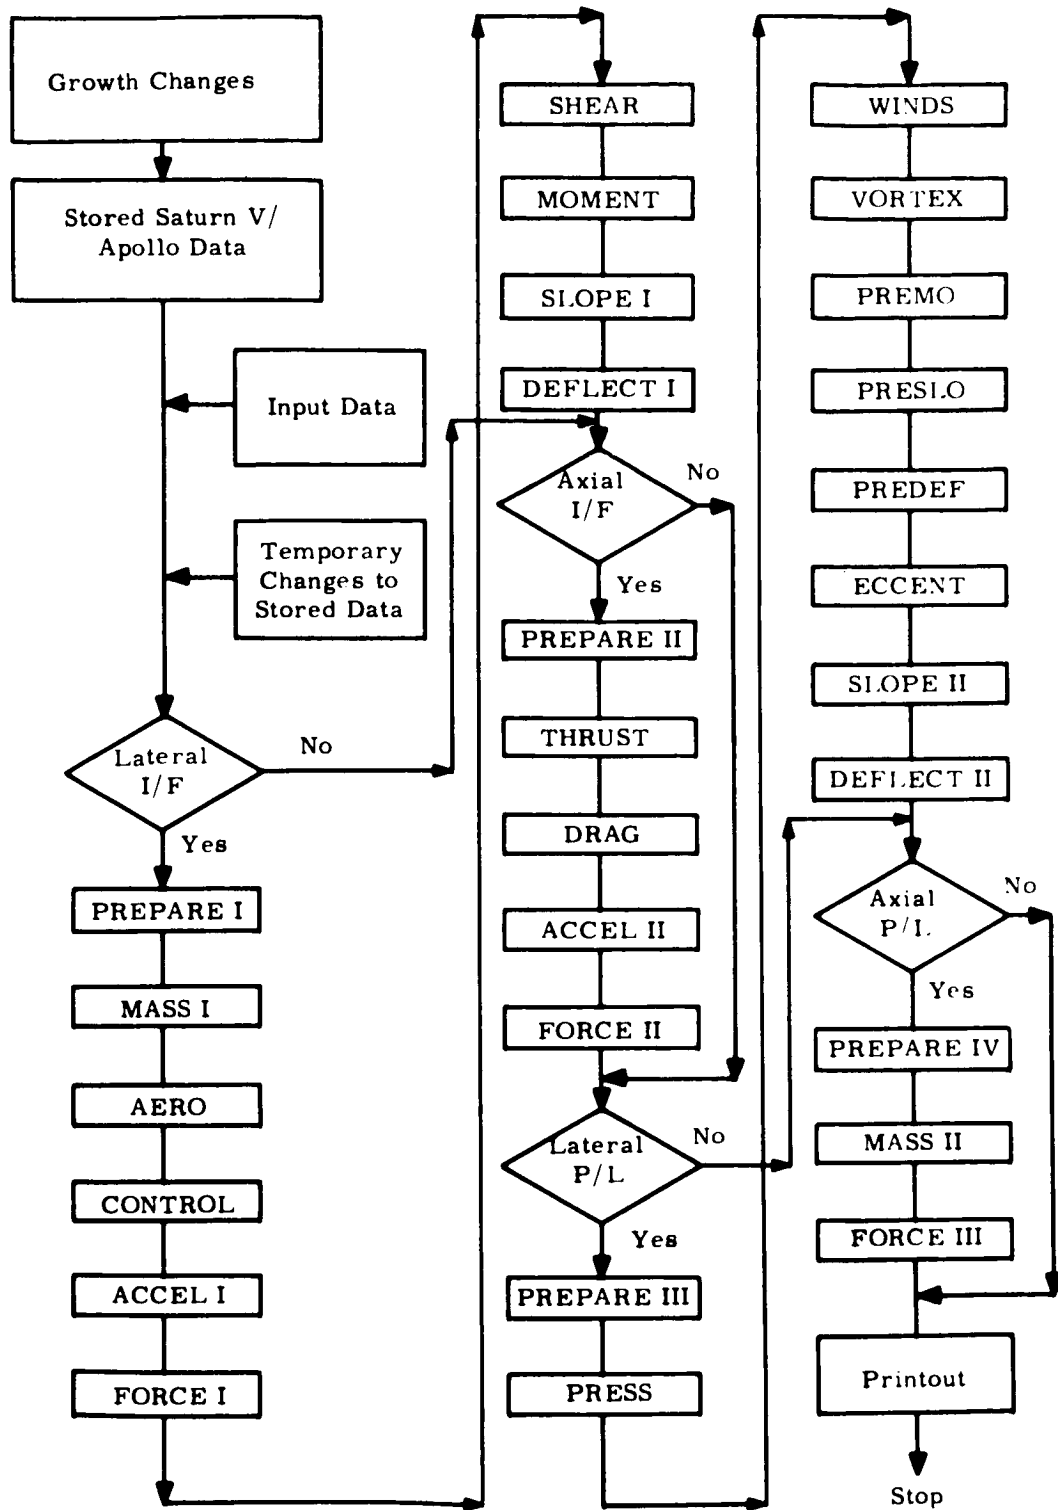 Growth Changes
Stored Saturn V/
Apollo Data
Input Data
Temporary
Changes to
Stored Data
Lateral
I/F
No
Yes
PREPARE I
MASS I
AERO
CONTROL
ACCEL I
FORCE I
SHEAR
MOMENT
SLOPE I
DEFLECT I
Axial
I/F
No
Yes
PREPARE II
THRUST
DRAG
ACCEL II
FORCE II
Lateral
P/L
No
Yes
PREPARE III
PRESS
WINDS
VORTEX
PREMO
PRESLO
PREDEF
ECCENT
SLOPE II
DEFLECT II
Axial
P/L
No
Yes
PREPARE IV
MASS II
FORCE III
Printout
Stop